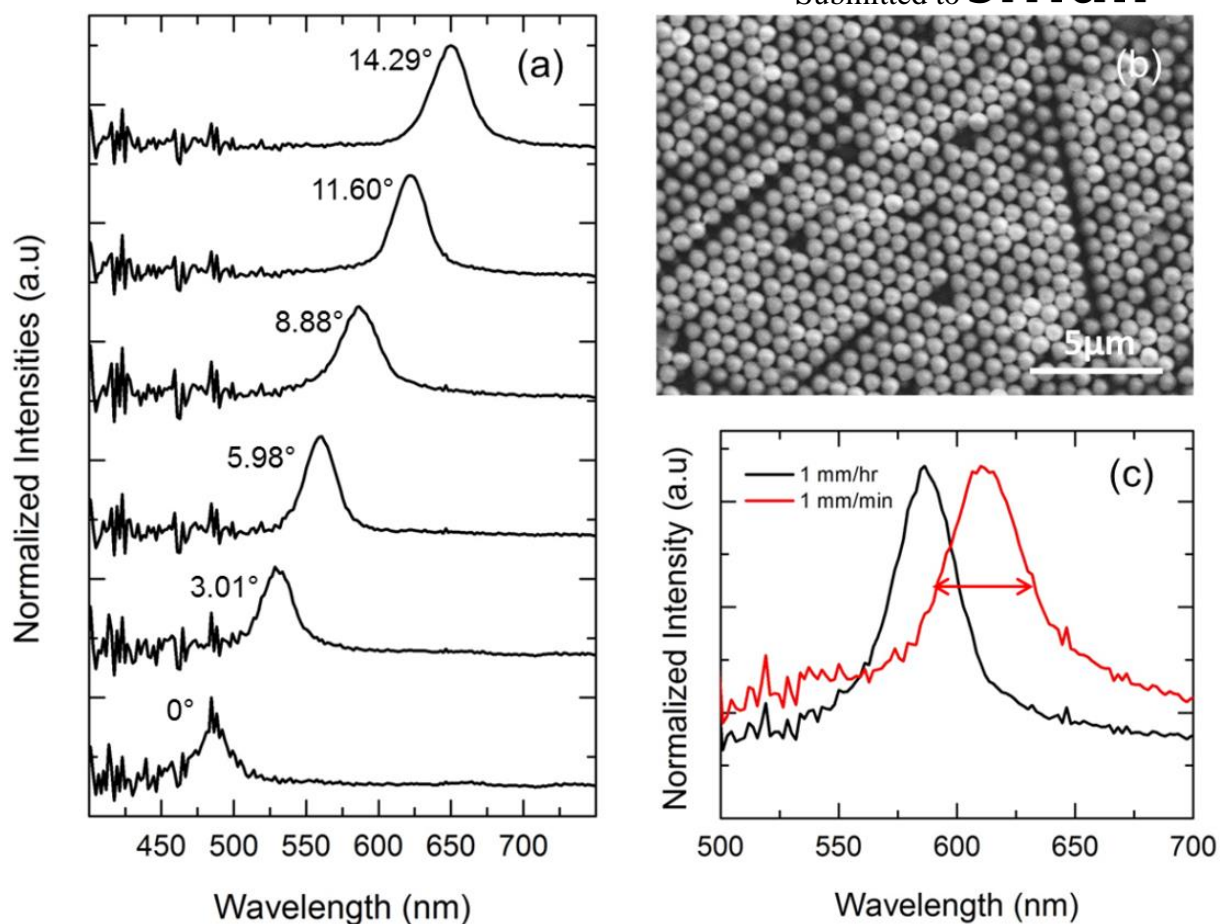 Submitted to
(a)
14.29°
11.60°
8.88°
5.98°
3.01°
0°
Normalized Intensities (a.u)
450 500 550 600 650 700
Wavelength (nm)
(b)
5μm
(c)
1 mm/hr
1 mm/min
Normalized Intensity (a.u)
500 550 600 650 700
Wavelength (nm)